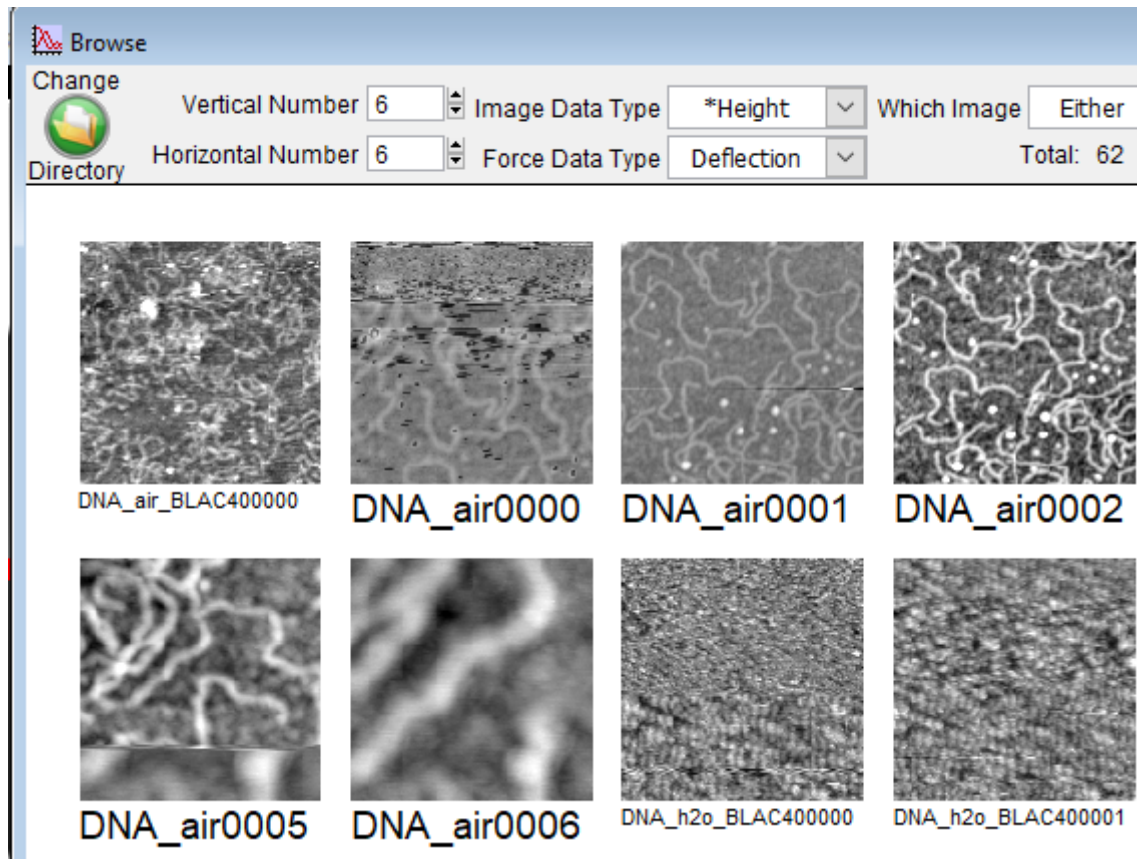 Browse
Change
Directory
Vertical Number 6 Image Data Type *Height Which Image Either
Horizontal Number 6 Force Data Type Deflection Total: 62
DNA_air_BLAC400000 DNA_air0000 DNA_air0001 DNA_air0002
DNA_air0005 DNA_air0006 DNA_h2o_BLAC400000 DNA_h2o_BLAC400001